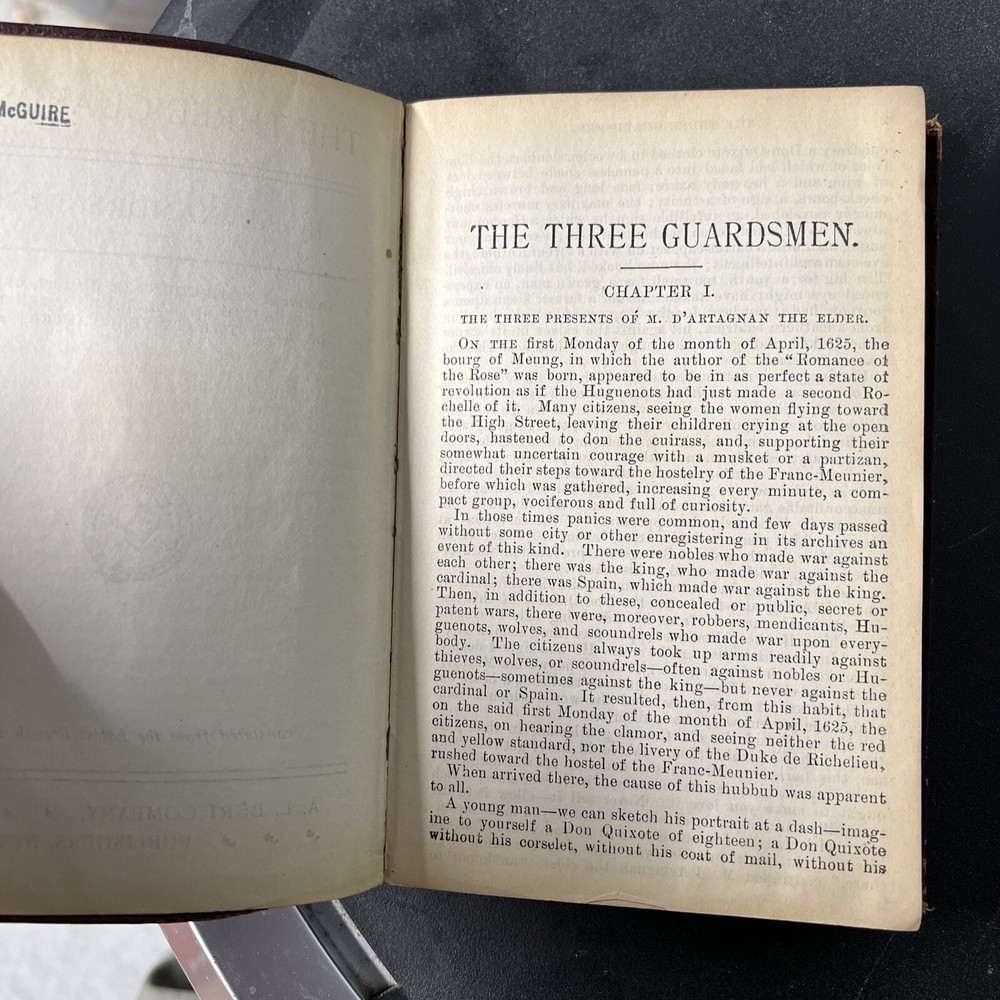 McGUIRE
THE THREE GUARDSMEN.
CHAPTER I.
THE THREE PRESENTS OF M. D'ARTAGNAN THE ELDER.
ON THE first Monday of the month of April, 1625, the
bourg of Meung, in which the author of the "Romance of
the Rose" was born, appeared to be in as perfect a state of
revolution as if the Huguenots had just made a second Ro-
chelle of it. Many citizens, seeing the women flying toward
the High Street, leaving their children crying at the open
doors, hastened to don the cuirass, and, supporting their
somewhat uncertain courage with a musket or a partizan,
directed their steps toward the hostelry of the Franc-Meunier,
before which was gathered, increasing every minute, a com-
pact group, vociferous and full of curiosity.
In those times panics were common, and few days passed
without some city or other enregistering in its archives an
event of this kind. There were nobles who made war against
each other; there was the king, who made war against the
cardinal; there was Spain, which made war against the king.
Then, in addition to these, concealed or public, secret or
patent wars, there were, moreover, robbers, mendicants, Hu-
guenots, wolves, and scoundrels who made war upon every-
body. The citizens always took up arms readily against
thieves, wolves, or scoundrels—often against nobles or Hu-
guenots—sometimes against the king—but never against the
cardinal or Spain. It resulted, then, from this habit, that
on the said first Monday of the month of April, 1625, the
citizens, on hearing the clamor, and seeing neither the red
and yellow standard, nor the livery of the Duke de Richelieu,
rushed toward the hostel of the Franc-Meunier.
When arrived there, the cause of this hubbub was apparent
to all.
A young man—we can sketch his portrait at a dash—imag-
ine to yourself a Don Quixote of eighteen; a Don Quixote
without his corselet, without his coat of mail, without his